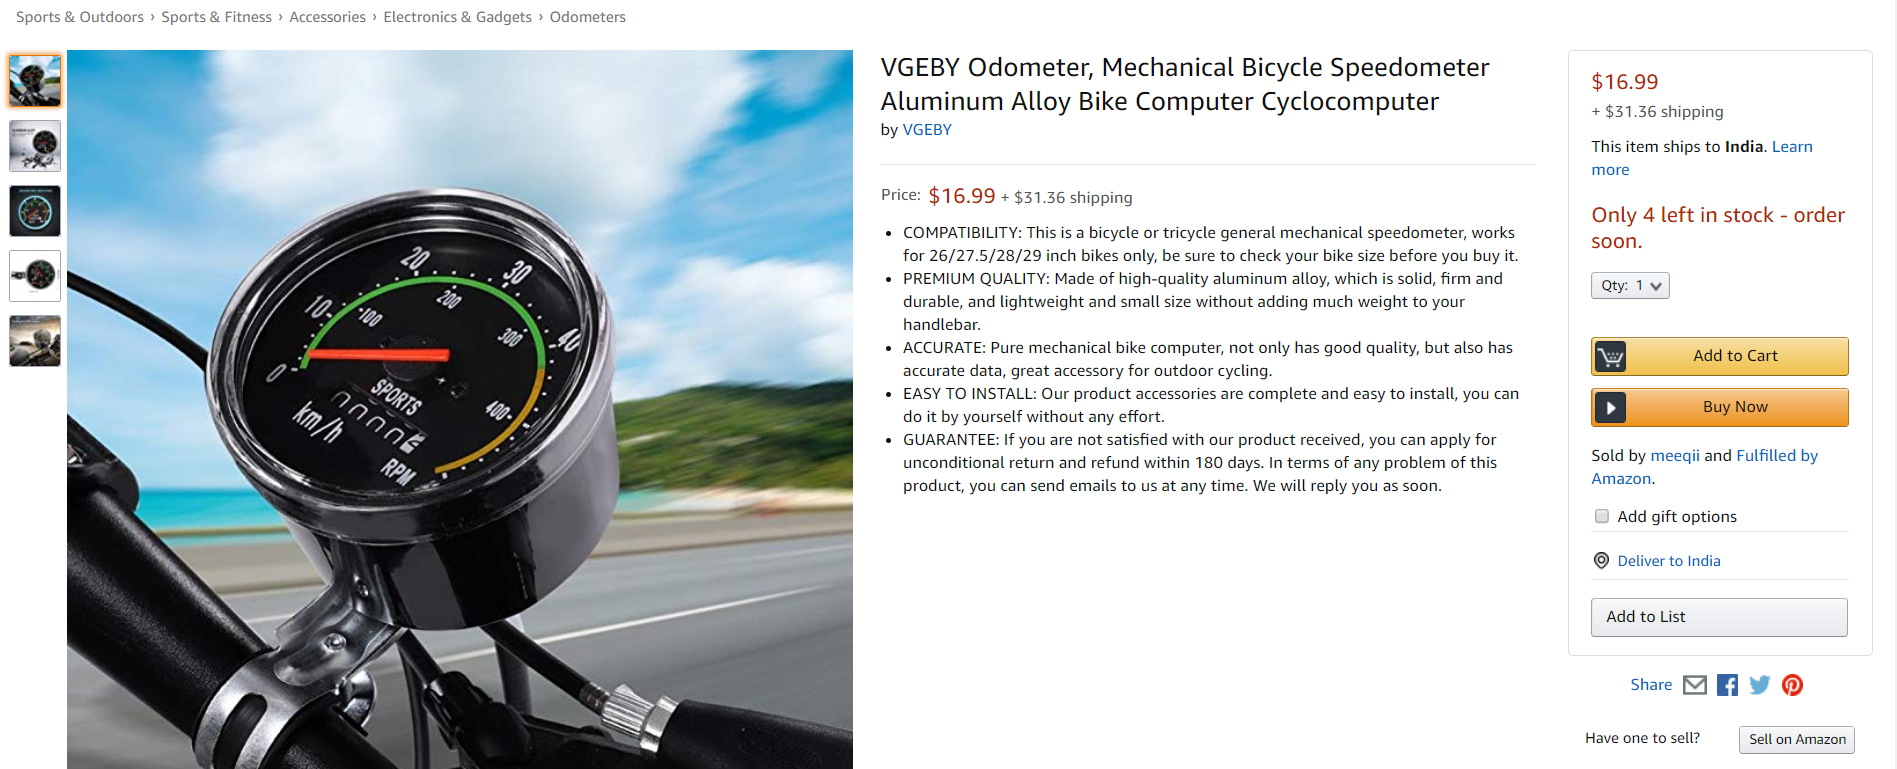 Sports & Outdoors › Sports & Fitness › Accessories › Electronics & Gadgets › Odometers
VGEBY Odometer, Mechanical Bicycle Speedometer
Aluminum Alloy Bike Computer Cyclocomputer
by VGEBY
Price: $16.99 + $31.36 shipping
• COMPATIBILITY: This is a bicycle or tricycle general mechanical speedometer, works
for 26/27.5/28/29 inch bikes only, be sure to check your bike size before you buy it.
• PREMIUM QUALITY: Made of high-quality aluminum alloy, which is solid, firm and
durable, and lightweight and small size without adding much weight to your
handlebar.
• ACCURATE: Pure mechanical bike computer, not only has good quality, but also has
accurate data, great accessory for outdoor cycling.
• EASY TO INSTALL: Our product accessories are complete and easy to install, you can
do it by yourself without any effort.
• GUARANTEE: If you are not satisfied with our product received, you can apply for
unconditional return and refund within 180 days. In terms of any problem of this
product, you can send emails to us at any time. We will reply you as soon.
0
10
20
30
40
100
200
300
400
SPORTS
km/h
RPM
$16.99
+ $31.36 shipping
This item ships to India. Learn
more
Only 4 left in stock - order
soon.
Qty: 1
Add to Cart
Buy Now
Sold by meeqii and Fulfilled by
Amazon.
Add gift options
Deliver to India
Add to List
Share
Have one to sell?
Sell on Amazon